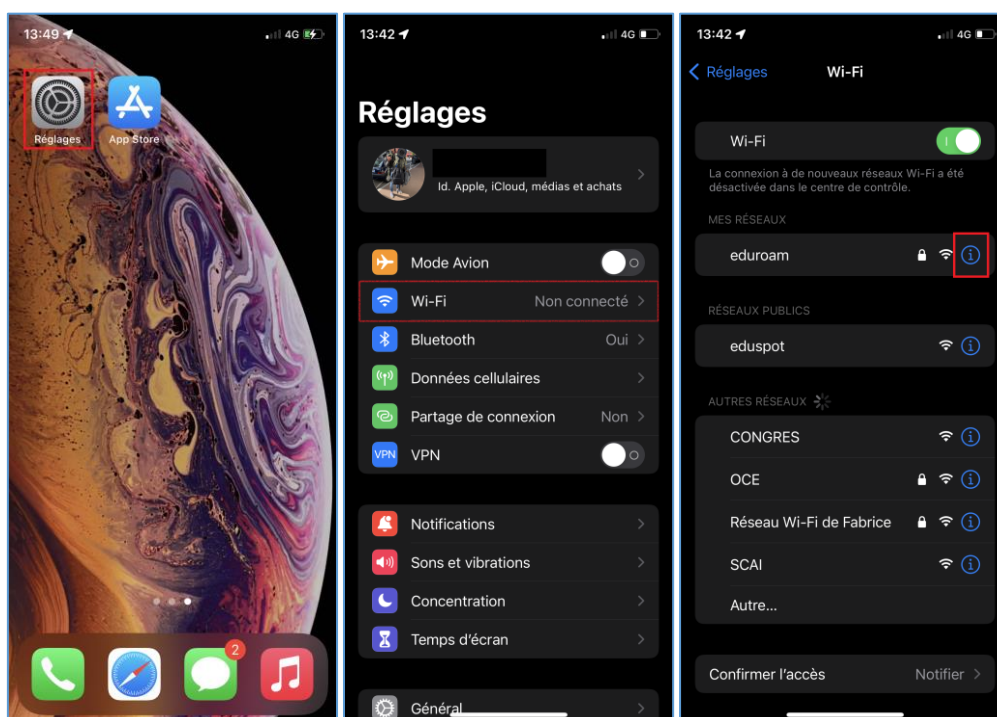 13:49
4G
Réglages
App Store
2
13:42
4G
Réglages
Id. Apple, iCloud, médias et achats
Mode Avion
Wi-Fi Non connecté
Bluetooth Oui
Données cellulaires
Partage de connexion Non
VPN VPN
Notifications
Sons et vibrations
Concentration
Temps d'écran
Général
13:42
4G
Réglages Wi-Fi
Wi-Fi
La connexion à de nouveaux réseaux Wi-Fi a été
désactivée dans le centre de contrôle.
MES RÉSEAUX
eduroam
RÉSEAUX PUBLICS
eduspot
AUTRES RÉSEAUX
CONGRES
OCE
Réseau Wi-Fi de Fabrice
SCAI
Autre...
Confirmer l'accès Notifier